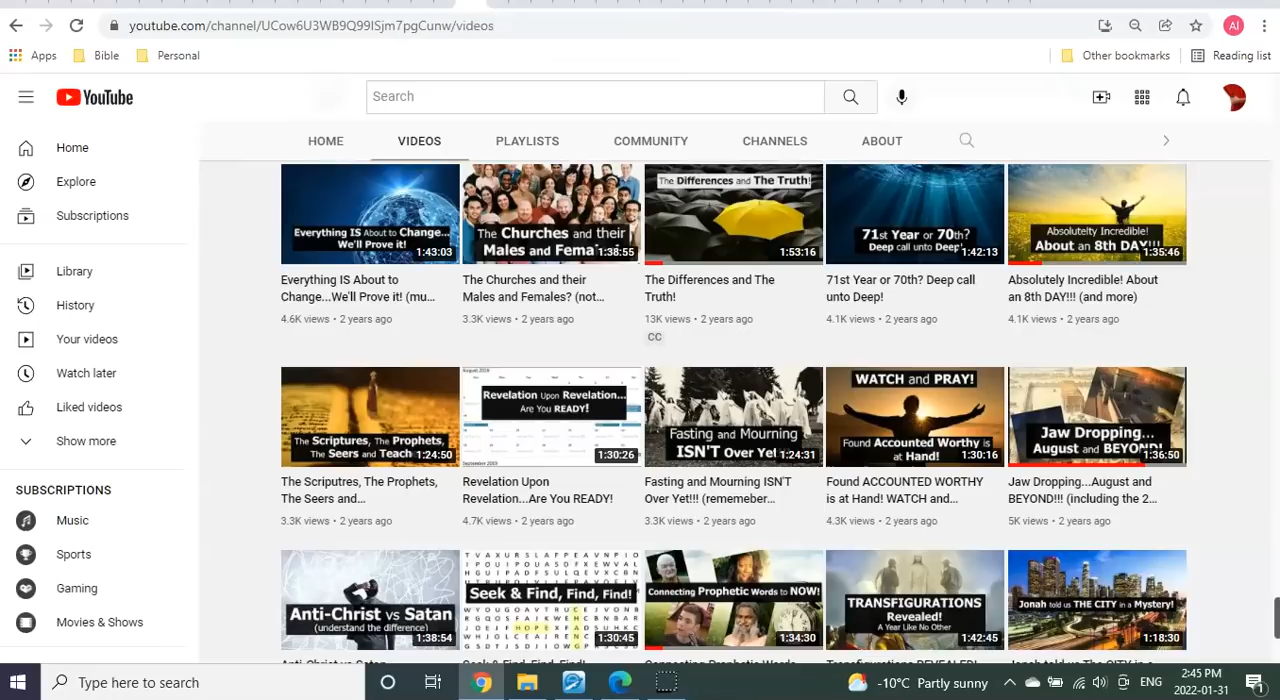 youtube.com/channel/UCow6U3WB9Q99ISjm7pgCunw/videos
AI
Apps
Bible
Personal
Other bookmarks
Reading list
YouTube
Search
HOME
VIDEOS
PLAYLISTS
COMMUNITY
CHANNELS
ABOUT
Home
Explore
Subscriptions
Library
History
Your videos
Watch later
Liked videos
Show more
SUBSCRIPTIONS
Music
Sports
Gaming
Movies & Shows
Everything IS About to Change...
We'll Prove it!
1:43:03
Everything IS About to
Change...We'll Prove it! (mu...
4.6K views • 2 years ago
The Churches and their
Males and Fema
1:38:55
The Churches and their
Males and Females? (not...
3.3K views • 2 years ago
The Differences and The Truth!
1:53:16
The Differences and The
Truth!
13K views • 2 years ago
CC
71st Year or 70th?
Deep call unto Deep!
1:42:13
71st Year or 70th? Deep call
unto Deep!
4.1K views • 2 years ago
Absolutely Incredible!
About an 8th DAY!!!
1:35:46
Absolutely Incredible! About
an 8th DAY!!! (and more)
4.1K views • 2 years ago
The Scriptures, The Prophets,
The Seers and Teach
1:24:50
The Scriputres, The Prophets,
The Seers and...
3.3K views • 2 years ago
August 2019
Revelation Upon Revelation...
Are You READY!
September 2019
1:30:26
Revelation Upon
Revelation...Are You READY!
4.7K views • 2 years ago
Fasting and Mourning
ISN'T Over Yet
1:24:31
Fasting and Mourning ISN'T
Over Yet!!! (rememeber...
3.3K views • 2 years ago
WATCH and PRAY!
Found Accounted Worthy is
at Hand!
1:30:16
Found ACCOUNTED WORTHY
is at Hand! WATCH and...
4.3K views • 2 years ago
Jaw Dropping...
August and BEYOND!!!
1:36:50
Jaw Dropping...August and
BEYOND!!! (including the 2...
5K views • 2 years ago
Anti-Christ vs Satan
(understand the difference)
1:38:54
Seek & Find, Find, Find!
1:30:45
Connecting Prophetic Words to NOW!
1:34:30
TRANSFIGURATIONS
Revealed!
A Year Like No Other
1:42:45
Jonah told us THE CITY in a Mystery!
1:18:30
Type here to search
-10°C Partly sunny
ENG
2:45 PM
2022-01-31